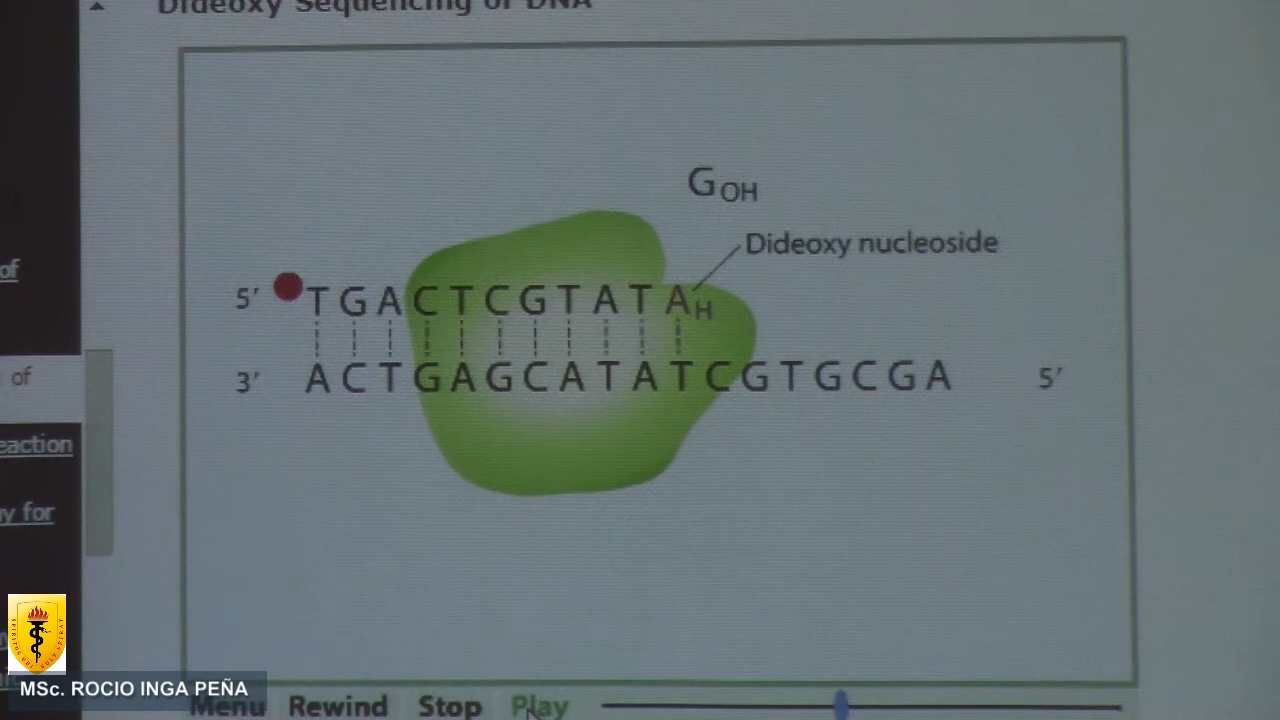 Dideoxy Sequencing of DNA
G OH
of
Dideoxy nucleoside
5′ T G A C T C G T A T A H
3′ A C T G A G C A T A T C G T G C G A 5′
of
eaction
y for
MSc. ROCIO INGA PEÑA
Menu Rewind Stop Play